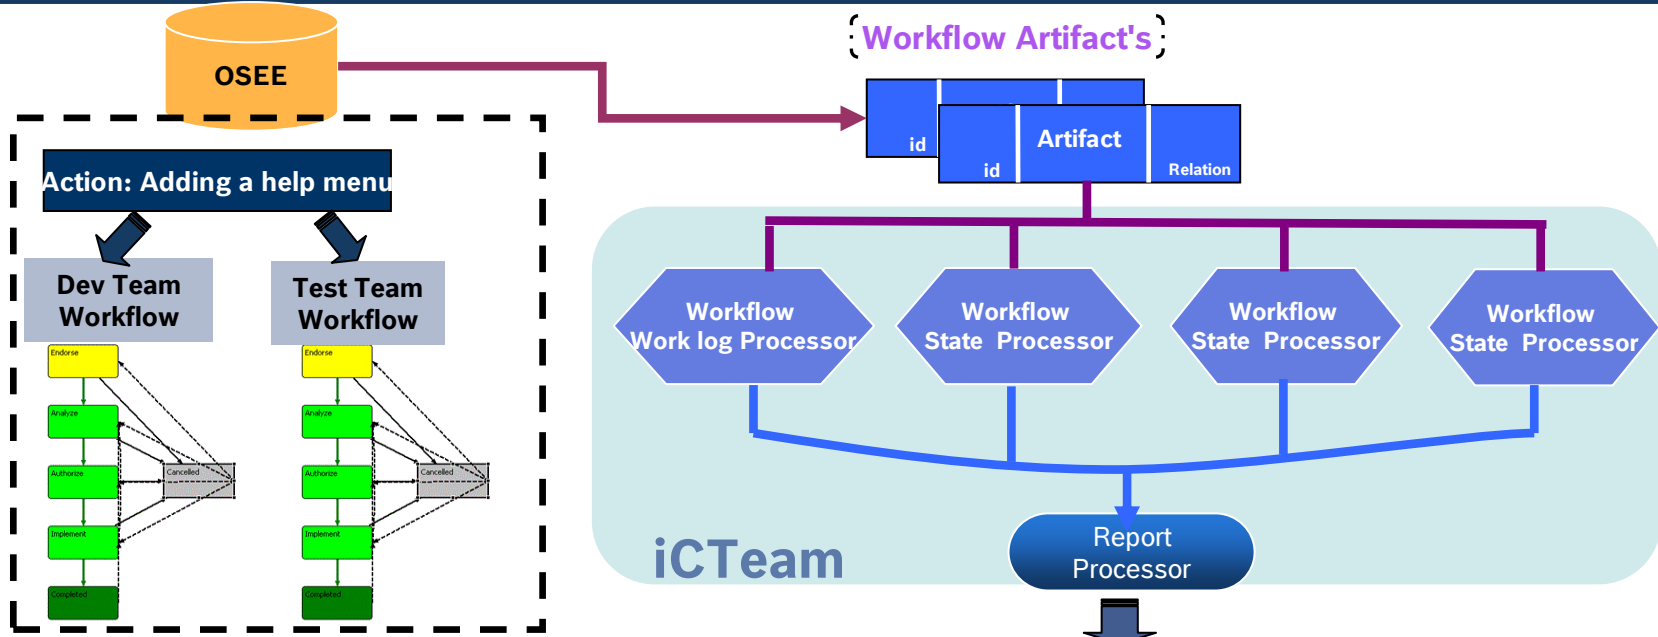 OSEE
Action: Adding a help menu
Dev Team
Workflow
Test Team
Workflow
Endorse
Analyze
Authorize
Cancelled
Implement
Completed
Endorse
Analyze
Authorize
Cancelled
Implement
Completed
Workflow Artifact's
id
id
Artifact
Relation
Workflow
Work log Processor
Workflow
State Processor
Workflow
State Processor
Workflow
State Processor
iCTeam
Report
Processor